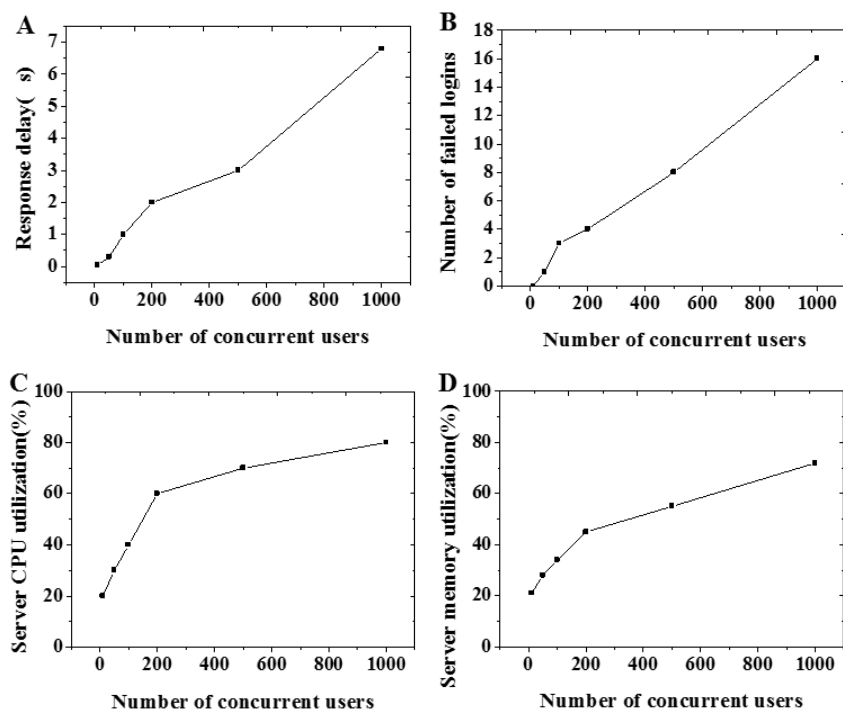 A
Response delay( s)
7
6
5
4
3
2
1
0
0 200 400 600 800 1000
Number of concurrent users
B
Number of failed logins
18
16
14
12
10
8
6
4
2
0
0 200 400 600 800 1000
Number of concurrent users
C
Server CPU utilization(%)
100
80
60
40
20
0
0 200 400 600 800 1000
Number of concurrent users
D
Server memory utilization(%)
100
80
60
40
20
0
0 200 400 600 800 1000
Number of concurrent users